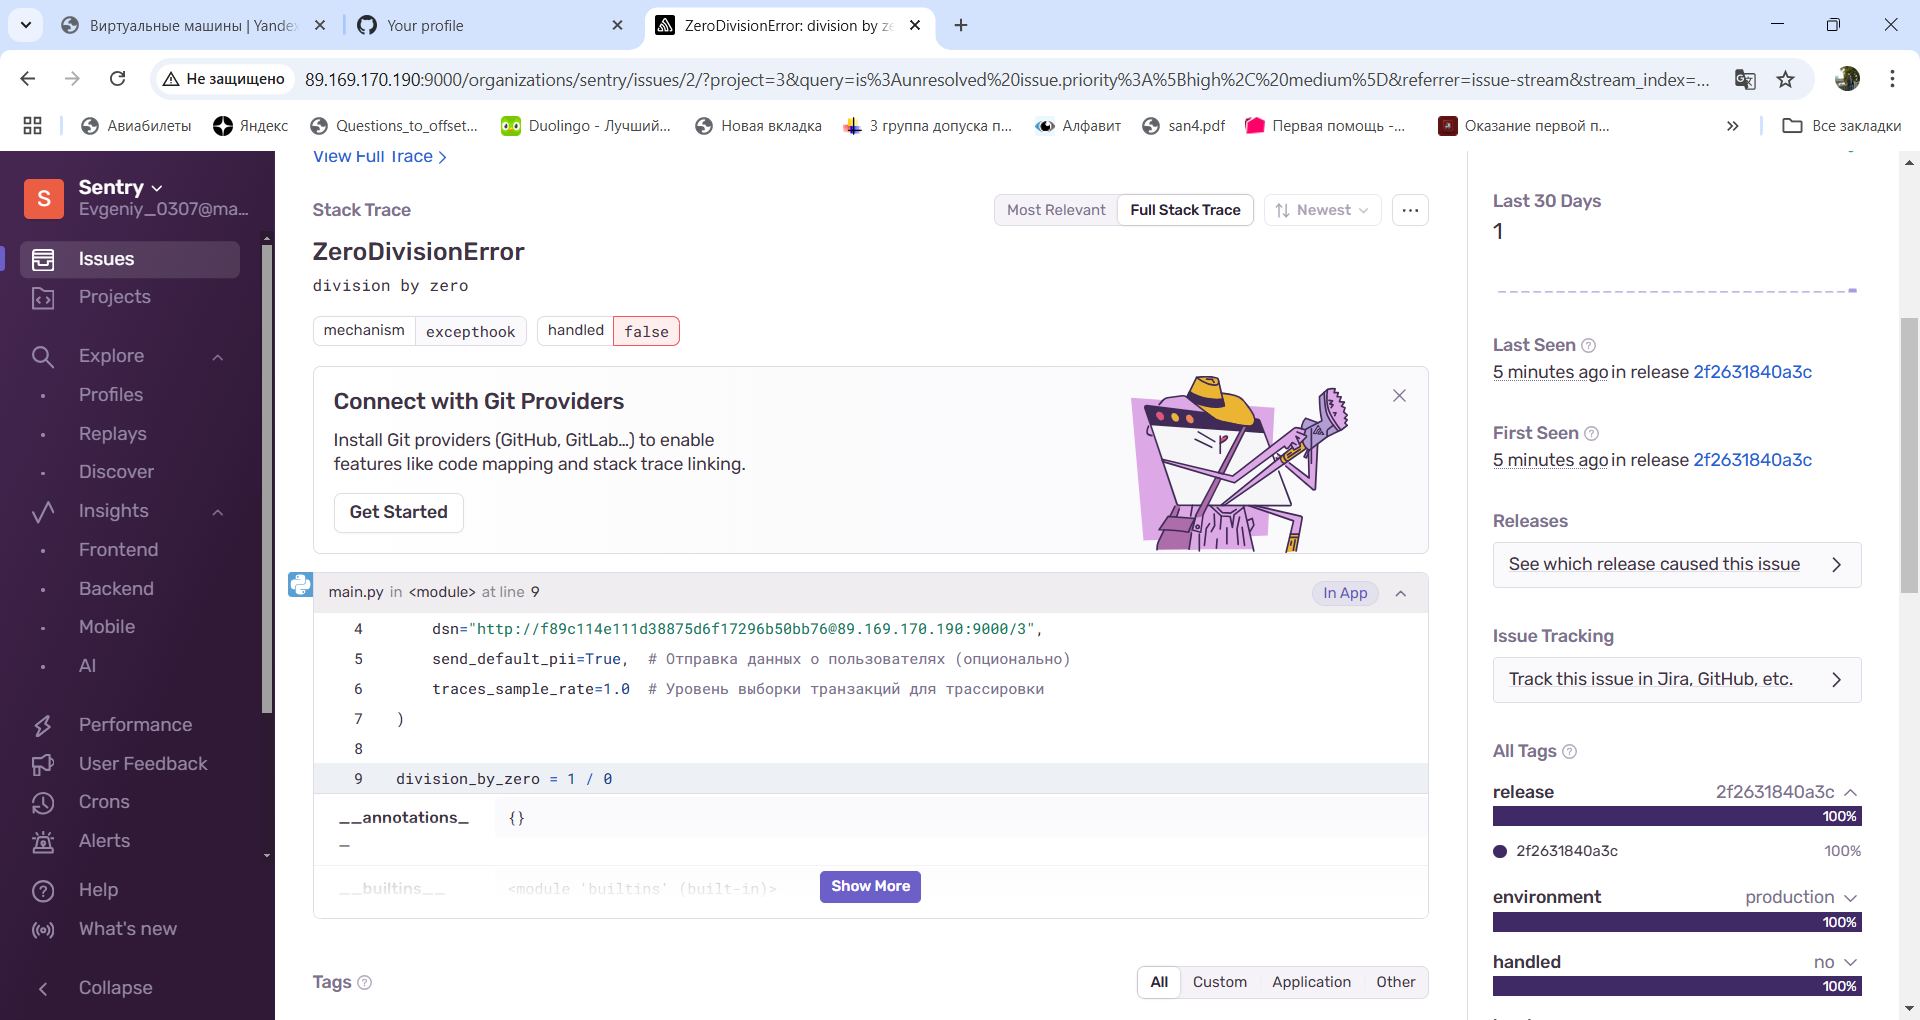 Виртуальные машины | Yande
Your profile
ZeroDivisionError: division by ze
Не защищено
89.169.170.190:9000/organizations/sentry/issues/2/?project=3&query=is%3Aunresolved%20issue.priority%3A%5Bhigh%2C%20medium%5D&referrer=issue-stream&stream_index=...
Авиабилеты
Яндекс
Questions_to_offset...
Duolingo - Лучший...
Новая вкладка
3 группа допуска п...
Алфавит
san4.pdf
Первая помощь -...
Оказание первой п...
»
Все закладки
S
Sentry
Evgeniy_0307@ma...
Issues
Projects
Explore
Profiles
Replays
Discover
Insights
Frontend
Backend
Mobile
AI
Performance
User Feedback
Crons
Alerts
Help
What's new
Collapse
View Full Trace
Stack Trace
Most Relevant
Full Stack Trace
Newest
...
ZeroDivisionError
division by zero
mechanism excepthook
handled false
Connect with Git Providers
Install Git providers (GitHub, GitLab…) to enable
features like code mapping and stack trace linking.
Get Started
main.py in <module> at line 9
In App
4 dsn="http://f89c114e111d38875d6f17296b50bb76@89.169.170.190:9000/3",
5 send_default_pii=True, # Отправка данных о пользователях (опционально)
6 traces_sample_rate=1.0 # Уровень выборки транзакций для трассировки
7 )
8
9 division_by_zero = 1 / 0
__annotations_
_
{}
__builtins__ <module 'builtins' (built-in)>
Show More
Tags
All
Custom
Application
Other
Last 30 Days
1
Last Seen
5 minutes ago in release 2f2631840a3c
First Seen
5 minutes ago in release 2f2631840a3c
Releases
See which release caused this issue
Issue Tracking
Track this issue in Jira, GitHub, etc.
All Tags
release 2f2631840a3c
100%
2f2631840a3c 100%
environment production
100%
handled no
100%